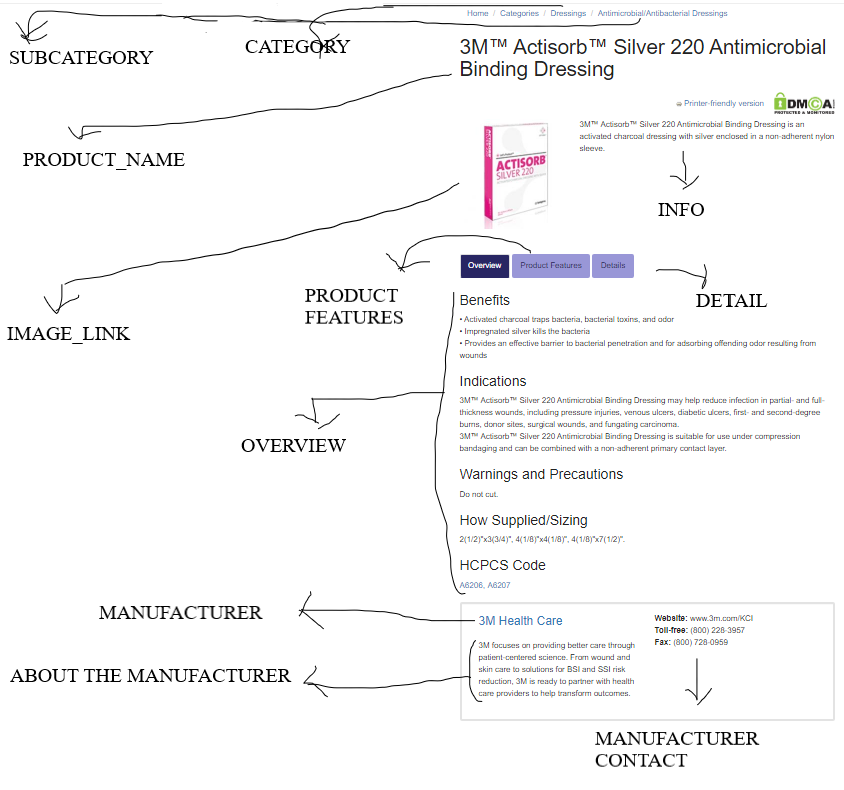 Home / Categories / Dressings / Antimicrobial/Antibacterial Dressings
SUBCATEGORY
CATEGORY
3M™ Actisorb™ Silver 220 Antimicrobial
Binding Dressing
Printer-friendly version
DMCA
PROTECTED & MONITORED
PRODUCT_NAME
3M™ Actisorb™ Silver 220 Antimicrobial Binding Dressing is an
activated charcoal dressing with silver enclosed in a non-adherent nylon
sleeve.
ACTISORB
SILVER 220
INFO
Overview
Product Features
Details
PRODUCT
FEATURES
DETAIL
IMAGE_LINK
Benefits
• Activated charcoal traps bacteria, bacterial toxins, and odor
• Impregnated silver kills the bacteria
• Provides an effective barrier to bacterial penetration and for adsorbing offending odor resulting from
wounds
Indications
3M™ Actisorb™ Silver 220 Antimicrobial Binding Dressing may help reduce infection in partial- and full-
thickness wounds, including pressure injuries, venous ulcers, diabetic ulcers, first- and second-degree
burns, donor sites, surgical wounds, and fungating carcinoma.
3M™ Actisorb™ Silver 220 Antimicrobial Binding Dressing is suitable for use under compression
bandaging and can be combined with a non-adherent primary contact layer.
OVERVIEW
Warnings and Precautions
Do not cut.
How Supplied/Sizing
2(1/2)"x3(3/4)", 4(1/8)"x4(1/8)", 4(1/8)"x7(1/2)".
HCPCS Code
A6206, A6207
MANUFACTURER
3M Health Care
Website: www.3m.com/KCI
Toll-free: (800) 228-3957
Fax: (800) 728-0959
3M focuses on providing better care through
patient-centered science. From wound and
skin care to solutions for BSI and SSI risk
reduction, 3M is ready to partner with health
care providers to help transform outcomes.
ABOUT THE MANUFACTURER
MANUFACTURER
CONTACT